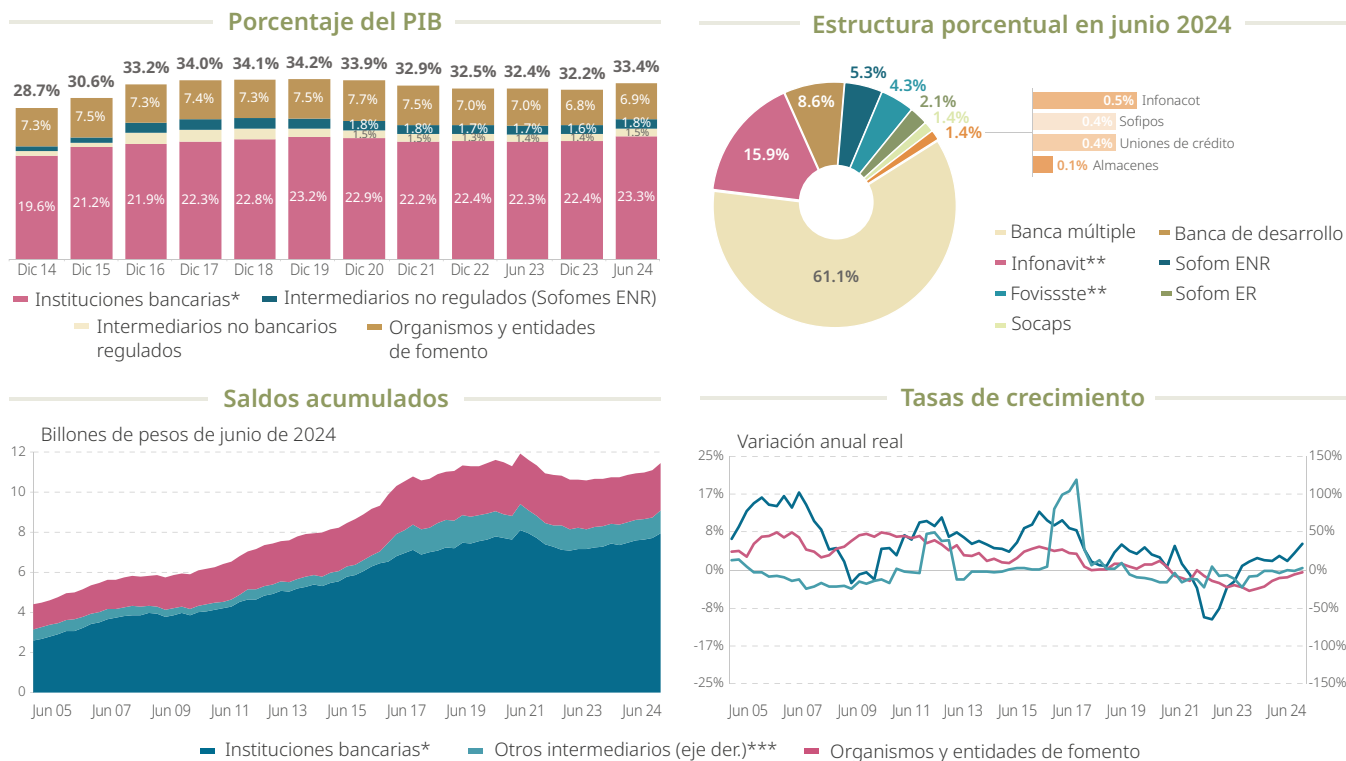 Porcentaje del PIB
28.7% 30.6% 33.2% 34.0% 34.1% 34.2% 33.9% 32.9% 32.5% 32.4% 32.2% 33.4%
7.3% 7.5% 7.3% 7.4% 7.3% 7.5% 7.7% 7.5% 7.0% 7.0% 6.8% 6.9%
1.8% 1.8% 1.7% 1.7% 1.6% 1.8%
1.5% 1.5% 1.3% 1.4% 1.4% 1.5%
19.6% 21.2% 21.9% 22.3% 22.8% 23.2% 22.9% 22.2% 22.4% 22.3% 22.4% 23.3%
Dic 14 Dic 15 Dic 16 Dic 17 Dic 18 Dic 19 Dic 20 Dic 21 Dic 22 Jun 23 Dic 23 Jun 24
Instituciones bancarias* Intermediarios no regulados (Sofomes ENR)
Intermediarios no bancarios
regulados
Organismos y entidades
de fomento
Estructura porcentual en junio 2024
5.3%
4.3%
2.1%
1.4%
1.4%
8.6%
15.9%
61.1%
0.5% Infonacot
0.4% Sofipos
0.4% Uniones de crédito
0.1% Almacenes
Banca múltiple Banca de desarrollo
Infonavit** Sofom ENR
Fovissste** Sofom ER
Socaps
Saldos acumulados
Billones de pesos de junio de 2024
12
10
8
6
4
2
0
Jun 05 Jun 07 Jun 09 Jun 11 Jun 13 Jun 15 Jun 17 Jun 19 Jun 21 Jun 23 Jun 24
Tasas de crecimiento
Variación anual real
25% 150%
17% 100%
8% 50%
0% 0%
-8% -50%
-17% -100%
-25% -150%
Jun 05 Jun 07 Jun 09 Jun 11 Jun 13 Jun 15 Jun 17 Jun 19 Jun 21 Jun 23 Jun 24
Instituciones bancarias* Otros intermediarios (eje der.)*** Organismos y entidades de fomento